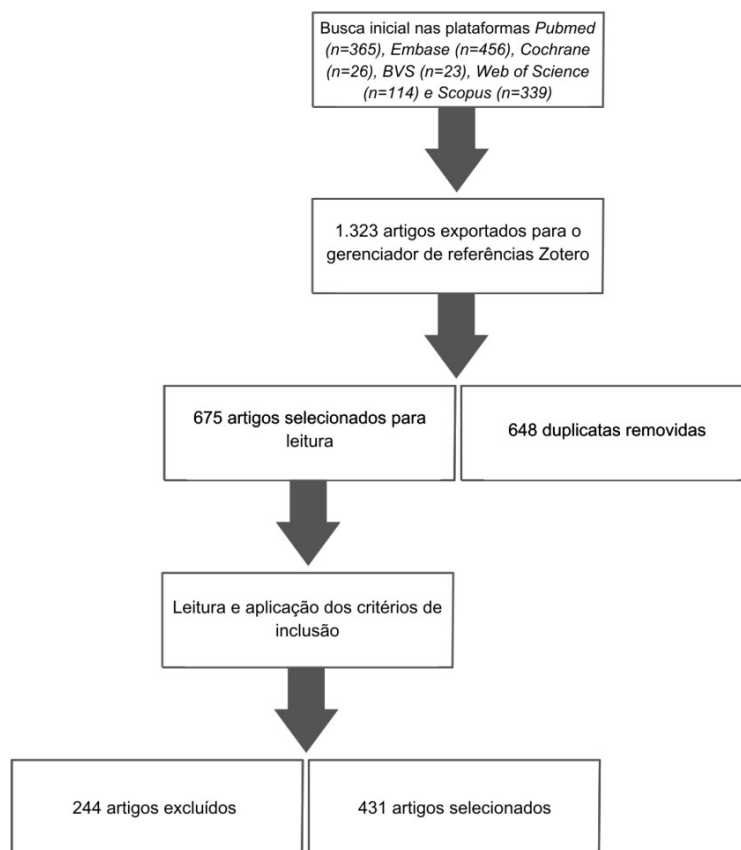 Busca inicial nas plataformas Pubmed
(n=365), Embase (n=456), Cochrane
(n=26), BVS (n=23), Web of Science
(n=114) e Scopus (n=339)
1.323 artigos exportados para o
gerenciador de referências Zotero
675 artigos selecionados para
leitura
648 duplicatas removidas
Leitura e aplicação dos critérios de
inclusão
244 artigos excluídos
431 artigos selecionados